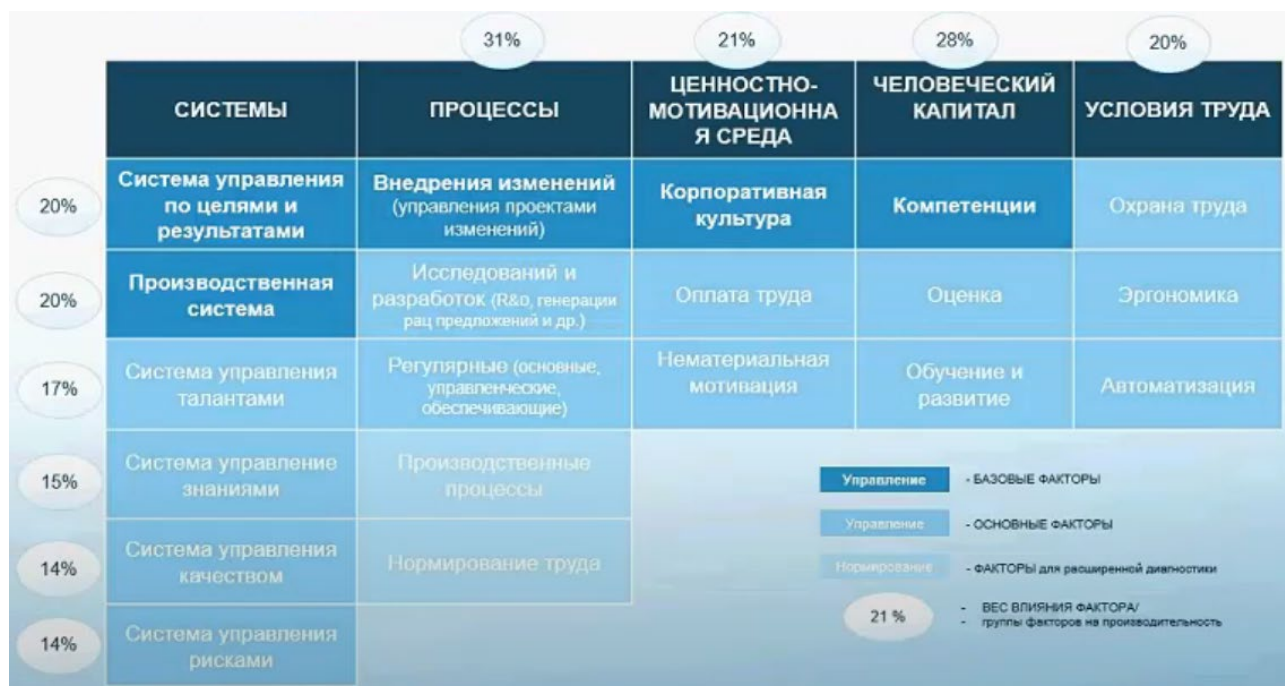 31%
21%
28%
20%
СИСТЕМЫ
ПРОЦЕССЫ
ЦЕННОСТНО-
МОТИВАЦИОННА
Я СРЕДА
ЧЕЛОВЕЧЕСКИЙ
КАПИТАЛ
УСЛОВИЯ ТРУДА
20%
Система управления
по целями и
результатами
Внедрения изменений
(управления проектами
изменений)
Корпоративная
культура
Компетенции
Охрана труда
20%
Производственная
система
Исследований и
разработок (R&D, генерации
рац предложений и др.)
Оплата труда
Оценка
Эргономика
17%
Система управления
талантами
Регулярные (основные,
управленческие,
обеспечивающие)
Нематериальная
мотивация
Обучение и
развитие
Автоматизация
15%
Система управление
знаниями
Производственные
процессы
14%
Система управления
качеством
Нормирование труда
14%
Система управления
рисками
Управление
- БАЗОВЫЕ ФАКТОРЫ
Управление
- ОСНОВНЫЕ ФАКТОРЫ
Нормирование
- ФАКТОРЫ для расширенной диагностики
21 %
- ВЕС ВЛИЯНИЯ ФАКТОРА/
- группы факторов на производительность